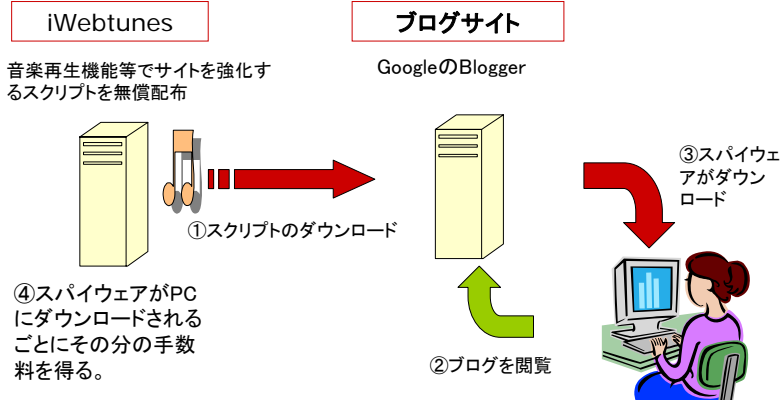 iWebtunes
ブログサイト
音楽再生機能等でサイトを強化す
るスクリプトを無償配布
GoogleのBlogger
①スクリプトのダウンロード
③スパイウェ
アがダウン
ロード
④スパイウェアがPC
にダウンロードされる
ごとにその分の手数
料を得る。
②ブログを閲覧